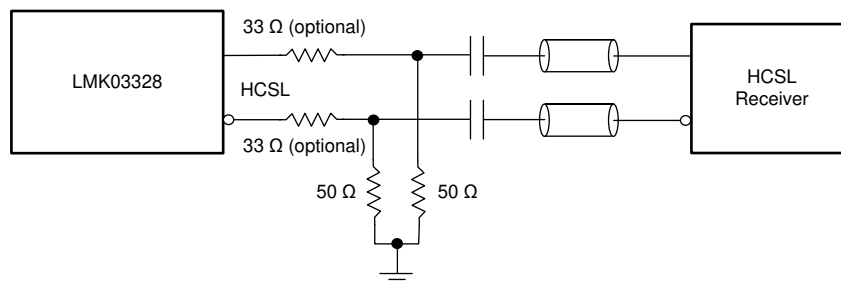 33 Ω (optional)
LMK03328
HCSL
33 Ω (optional)
50 Ω
50 Ω
HCSL
Receiver